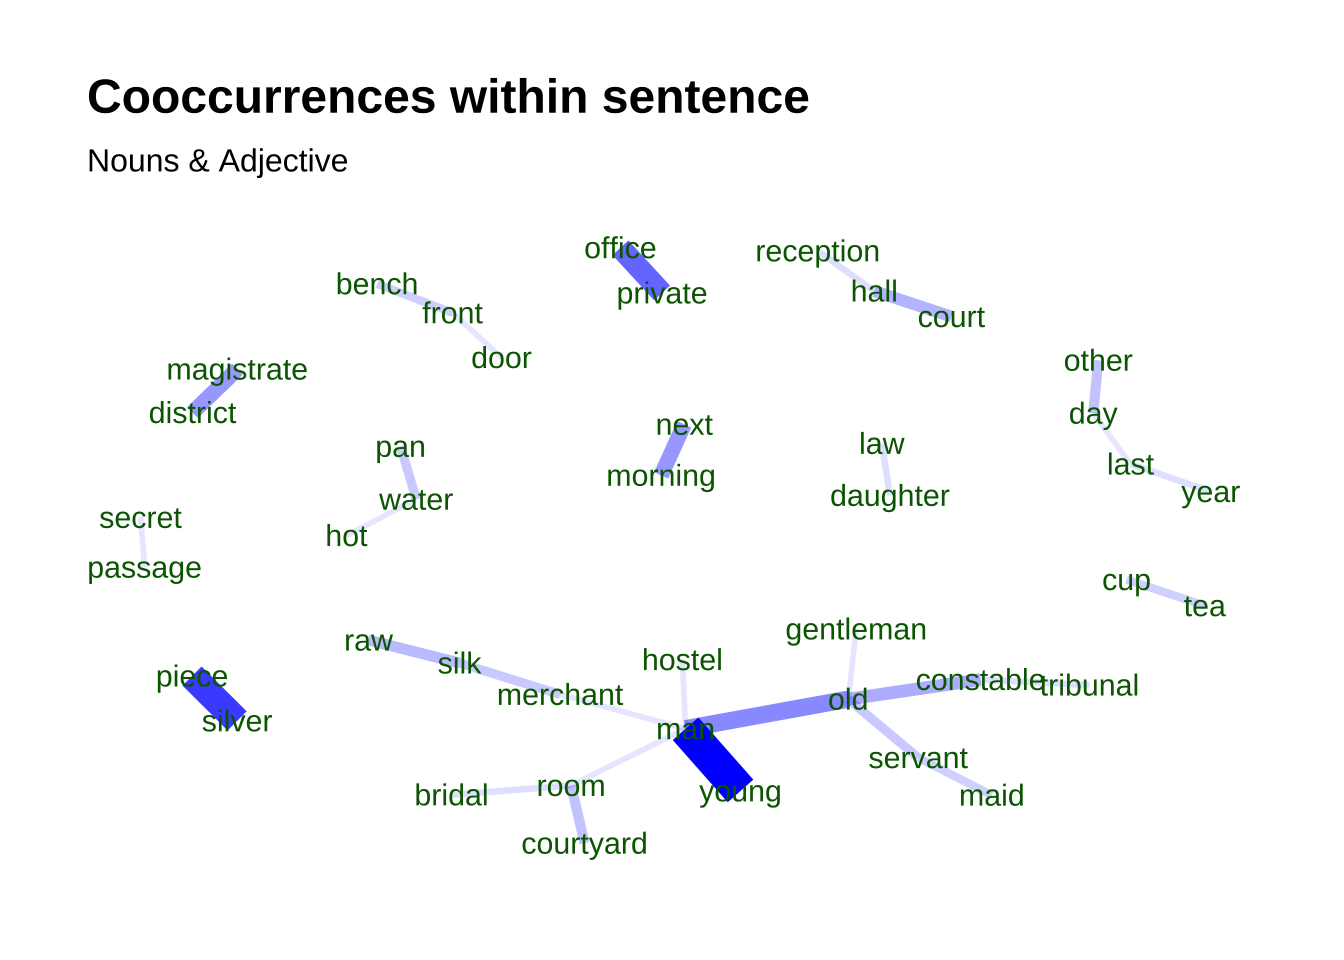 Cooccurrences within sentence
Nouns & Adjective
office
reception
bench
hall
private
front
court
door
other
magistrate
district
day
next
law
pan
last
morning
year
daughter
water
secret
hot
passage
cup
tea
gentleman
raw
hostel
silk
piece
constable
tribunal
merchant
old
silver
man
servant
room
young
bridal
maid
courtyard